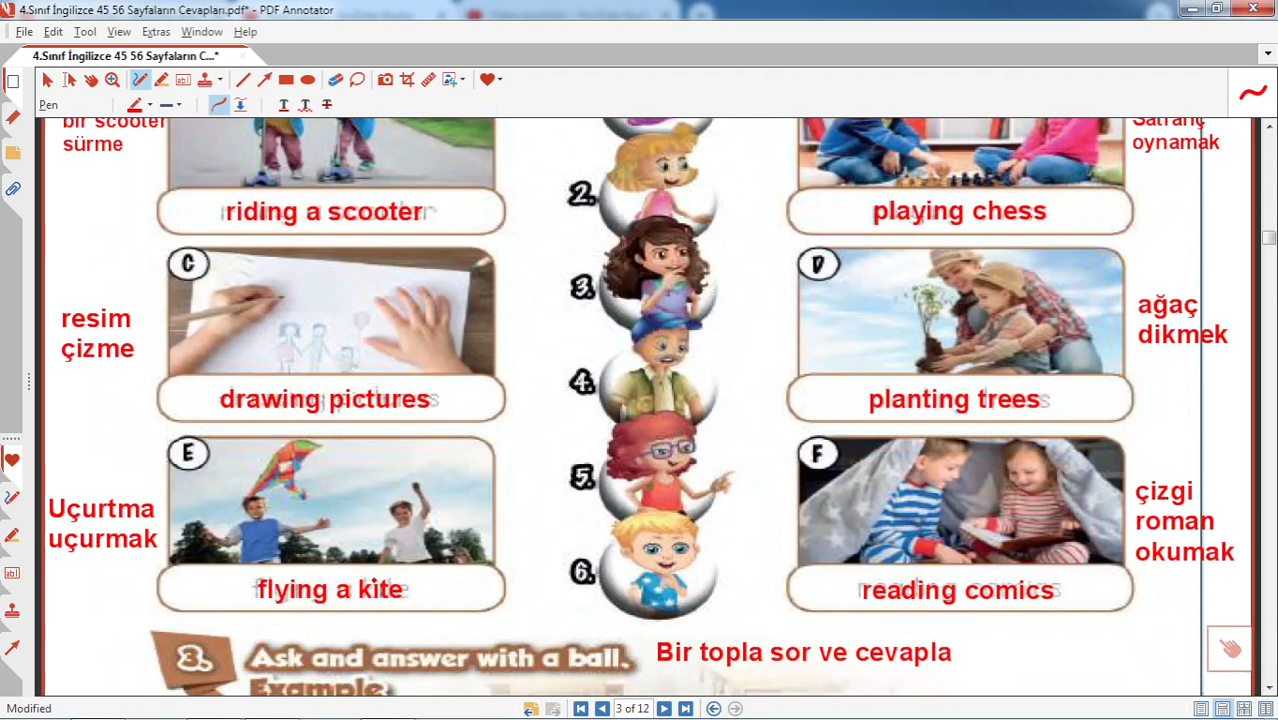 4.Sınıf İngilizce 45 56 Sayfaların Cevapları.pdf* - PDF Annotator
File Edit Tool View Extras Window Help
4.Sınıf İngilizce 45 56 Sayfaların C...*
Pen
bir scooter
sürme
Satranç
oynamak
riding a scooter
2.
playing chess
C
3.
D
resim
çizme
ağaç
dikmek
drawing pictures
4.
planting trees
E
5.
F
Uçurtma
uçurmak
çizgi
roman
okumak
flying a kite
6.
reading comics
3. Ask and answer with a ball. Bir topla sor ve cevapla
Example
Modified
3 of 12